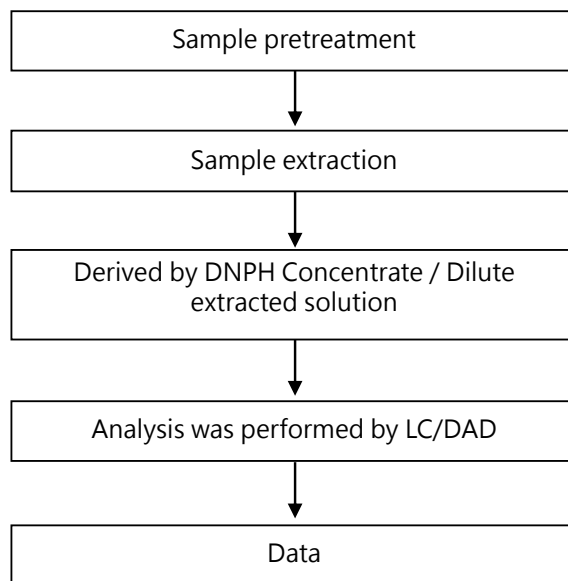 Sample pretreatment
Sample extraction
Derived by DNPH Concentrate / Dilute
extracted solution
Analysis was performed by LC/DAD
Data